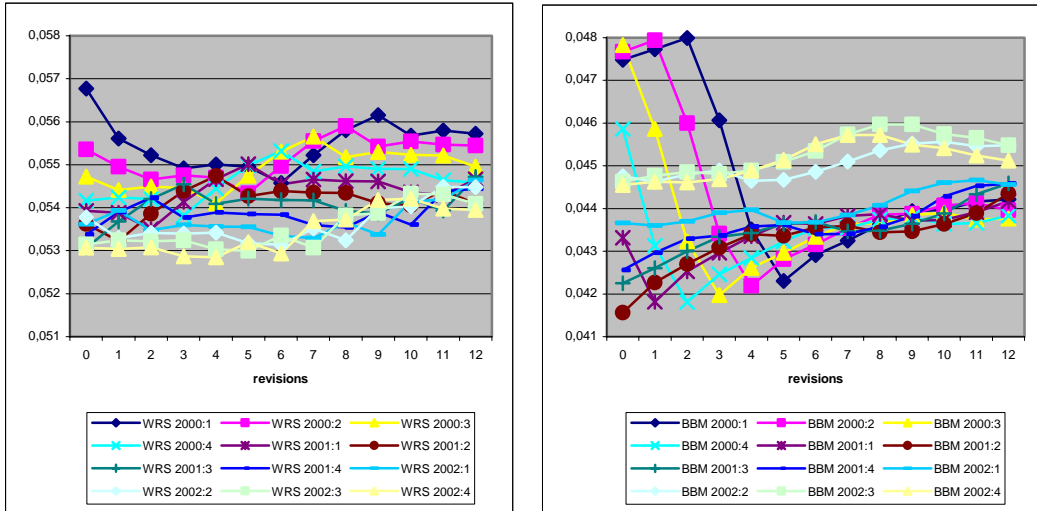 0,058
0,057
0,056
0,055
0,054
0,053
0,052
0,051
0 1 2 3 4 5 6 7 8 9 10 11 12
revisions
WRS 2000:1 WRS 2000:2 WRS 2000:3
WRS 2000:4 WRS 2001:1 WRS 2001:2
WRS 2001:3 WRS 2001:4 WRS 2002:1
WRS 2002:2 WRS 2002:3 WRS 2002:4
0,048
0,047
0,046
0,045
0,044
0,043
0,042
0,041
0 1 2 3 4 5 6 7 8 9 10 11 12
revisions
BBM 2000:1 BBM 2000:2 BBM 2000:3
BBM 2000:4 BBM 2001:1 BBM 2001:2
BBM 2001:3 BBM 2001:4 BBM 2002:1
BBM 2002:2 BBM 2002:3 BBM 2002:4